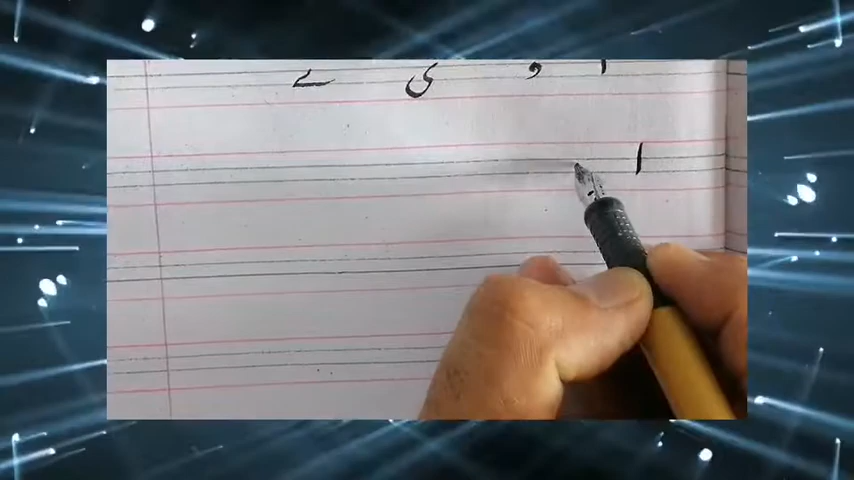 ا و ی ے
ا